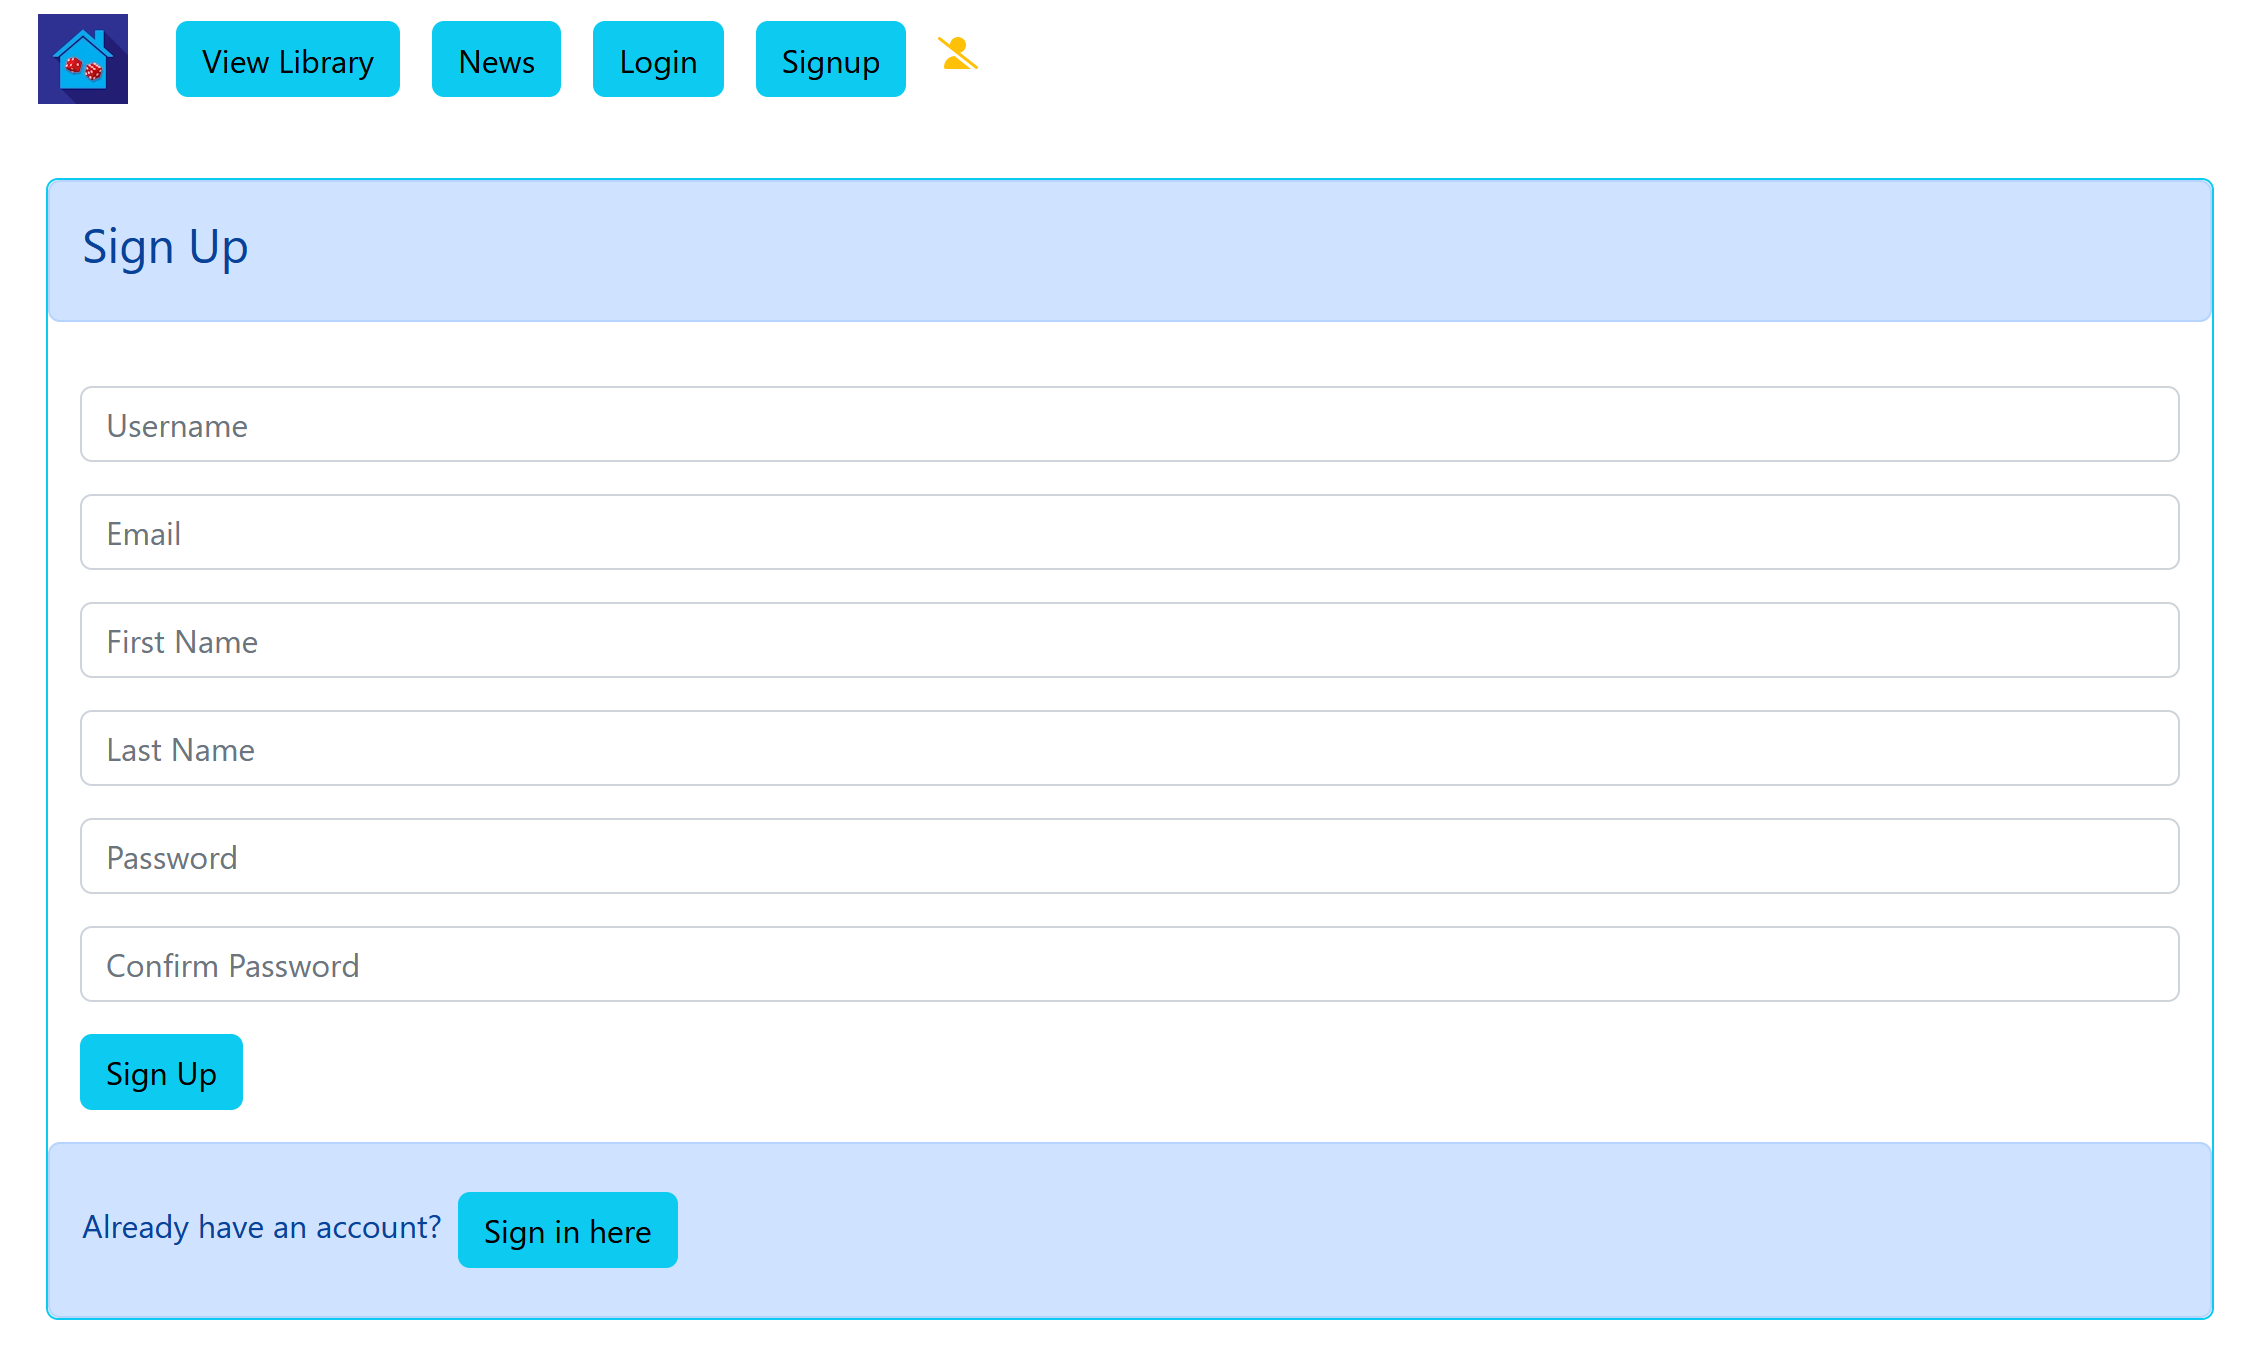 View Library News Login Signup
Sign Up
Username
Email
First Name
Last Name
Password
Confirm Password
Sign Up
Already have an account? Sign in here